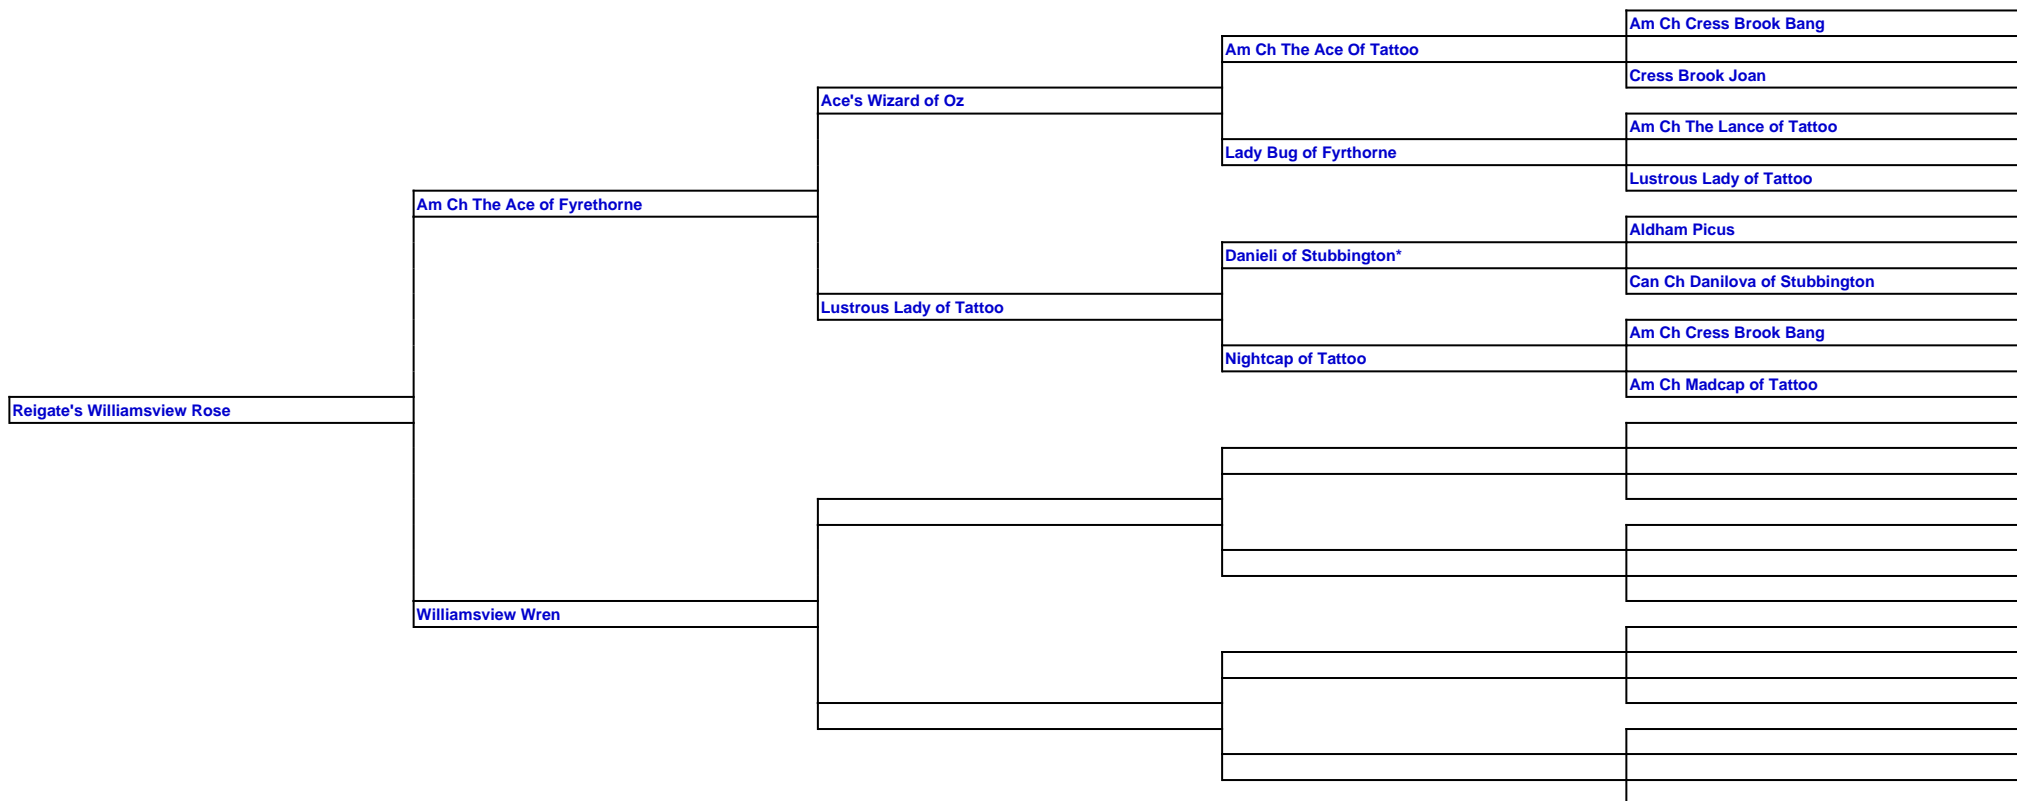 Am Ch Cress Brook Bang
Am Ch The Ace Of Tattoo
Cress Brook Joan
Ace's Wizard of Oz
Am Ch The Lance of Tattoo
Lady Bug of Fyrthorne
Lustrous Lady of Tattoo
Am Ch The Ace of Fyrethorne
Aldham Picus
Danieli of Stubbington*
Can Ch Danilova of Stubbington
Lustrous Lady of Tattoo
Am Ch Cress Brook Bang
Nightcap of Tattoo
Am Ch Madcap of Tattoo
Reigate's Williamsview Rose
Williamsview Wren